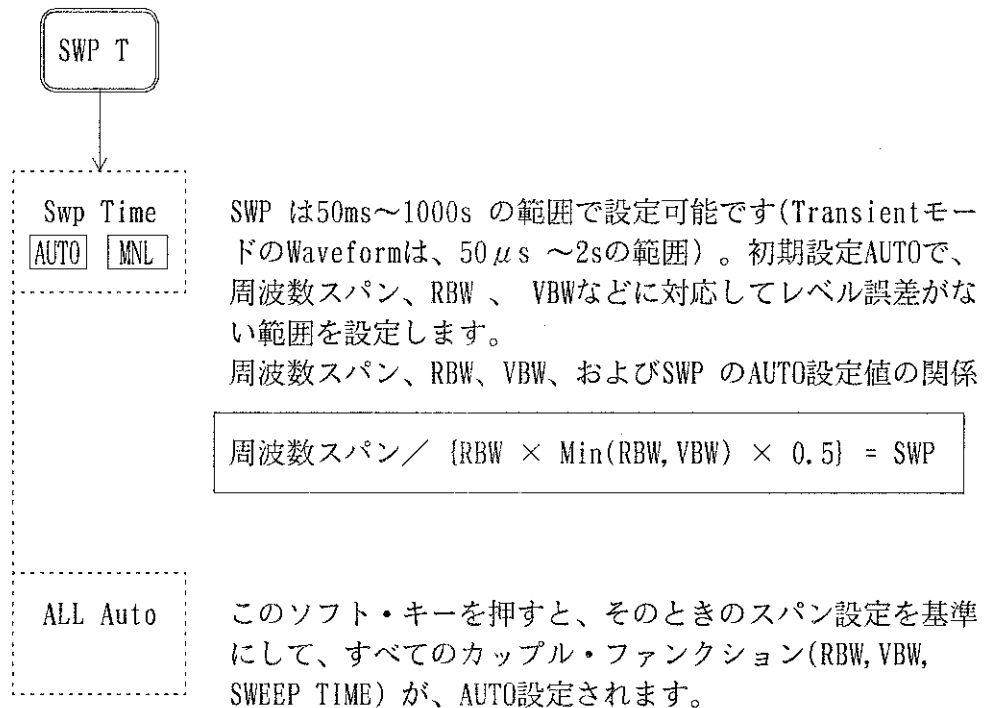 SWP T
Swp Time
AUTO MNL
SWP は50ms～1000s の範囲で設定可能です(Transientモー
ドのWaveformは、50μs ～2sの範囲)。初期設定AUTOで、
周波数スパン、RBW 、 VBWなどに対応してレベル誤差がな
い範囲を設定します。
周波数スパン、RBW、VBW、およびSWP のAUTO設定値の関係
周波数スパン／ {RBW × Min(RBW,VBW) × 0.5} = SWP
ALL Auto
このソフト・キーを押すと、そのときのスパン設定を基準
にして、すべてのカップル・ファンクション(RBW,VBW,
SWEEP TIME) が、AUTO設定されます。